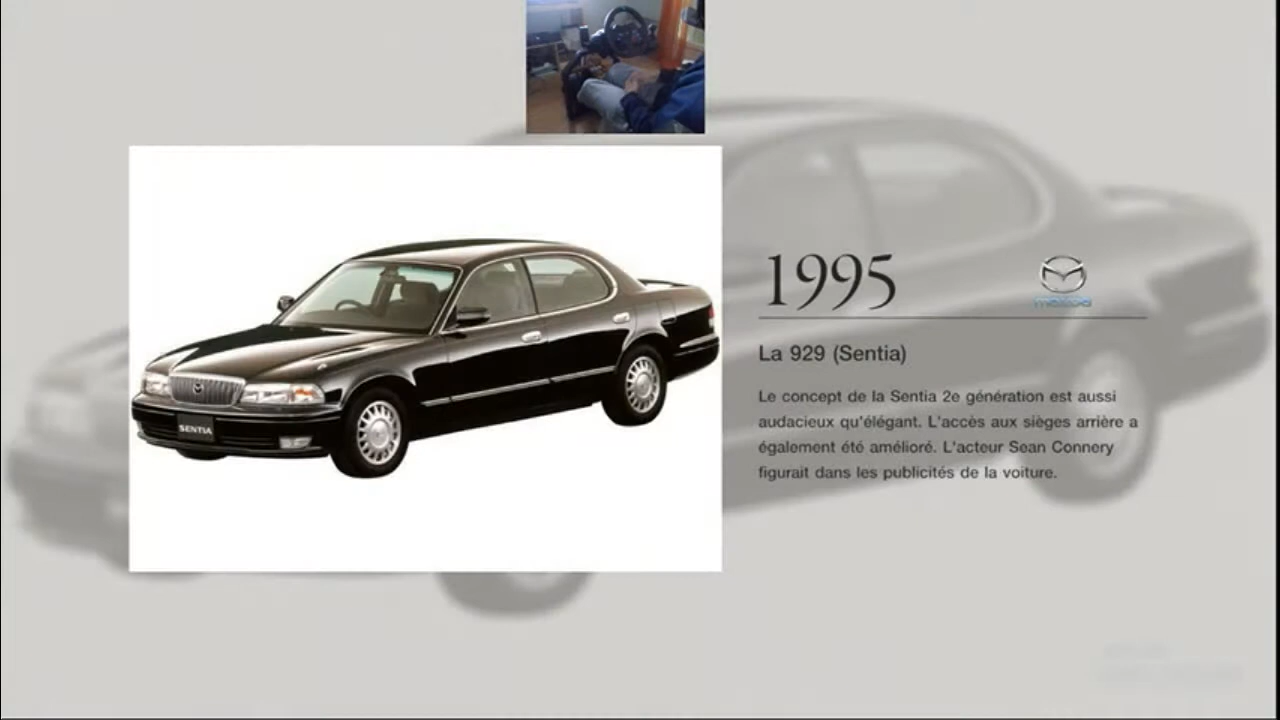 SENTIA
1995
mazda
La 929 (Sentia)
Le concept de la Sentia 2e génération est aussi
audacieux qu'élégant. L'accès aux sièges arrière a
également été amélioré. L'acteur Sean Connery
figurait dans les publicités de la voiture.